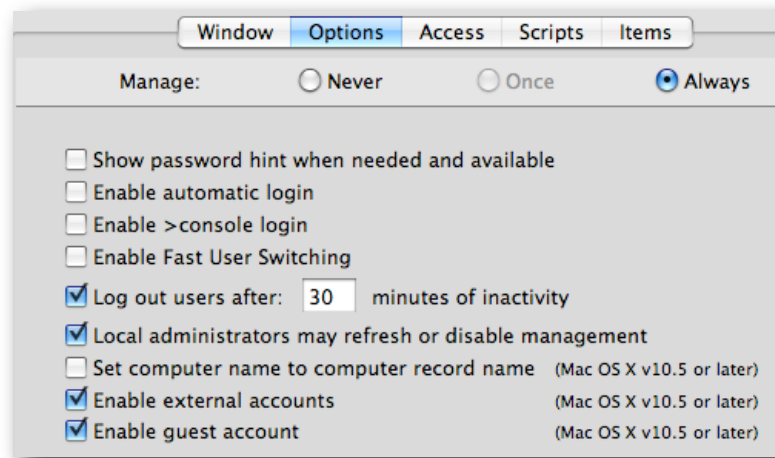 Window Options Access Scripts Items
Manage: Never Once Always
Show password hint when needed and available
Enable automatic login
Enable >console login
Enable Fast User Switching
Log out users after: 30 minutes of inactivity
Local administrators may refresh or disable management
Set computer name to computer record name (Mac OS X v10.5 or later)
Enable external accounts (Mac OS X v10.5 or later)
Enable guest account (Mac OS X v10.5 or later)